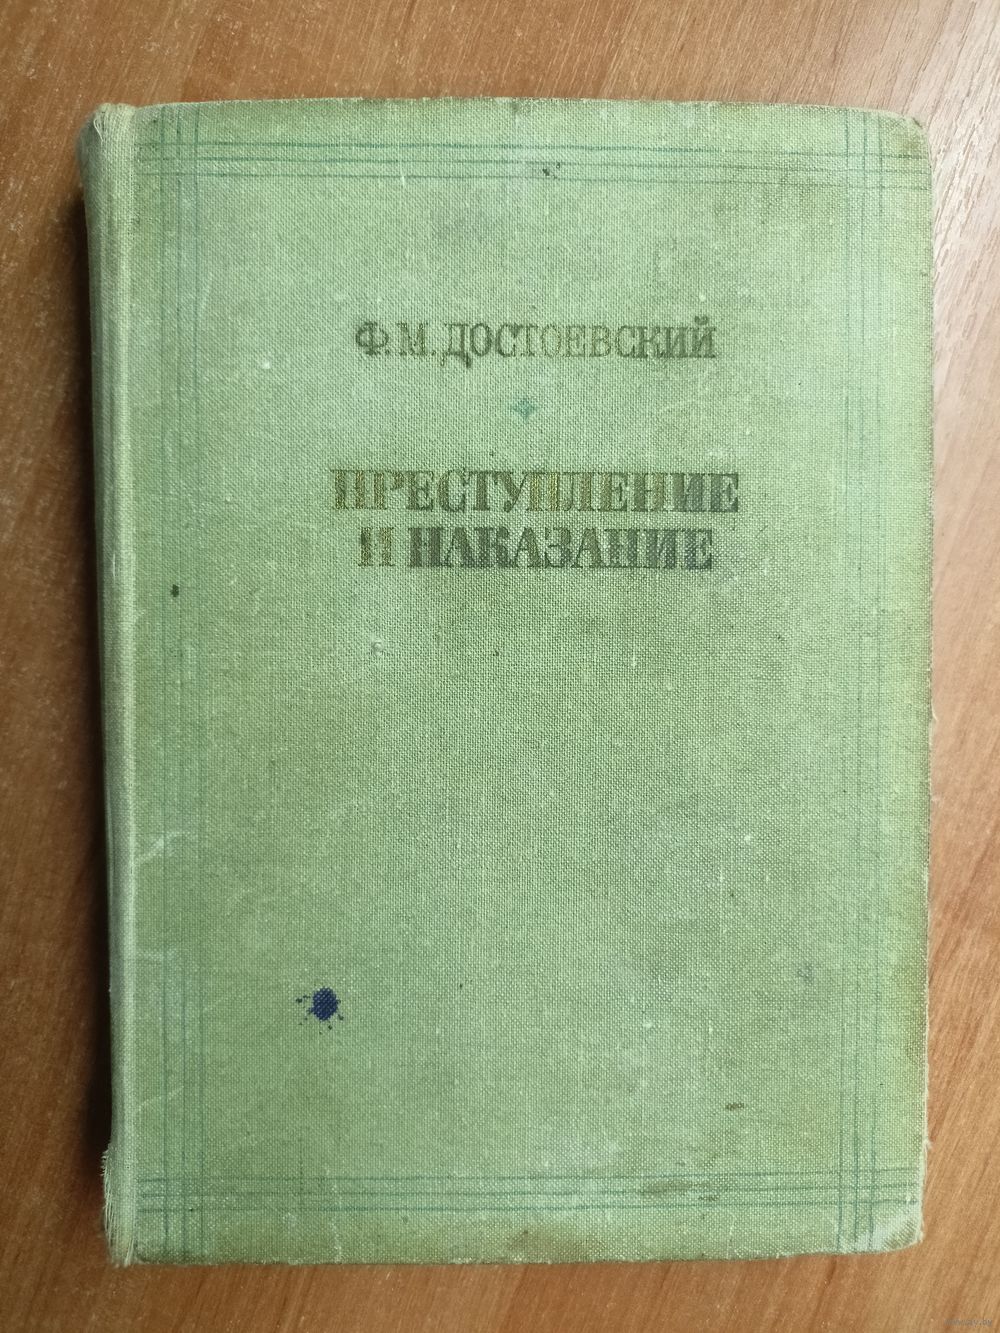 Ф. М. ДОСТОЕВСКИЙ
ПРЕСТУПЛЕНИЕ
И НАКАЗАНИЕ